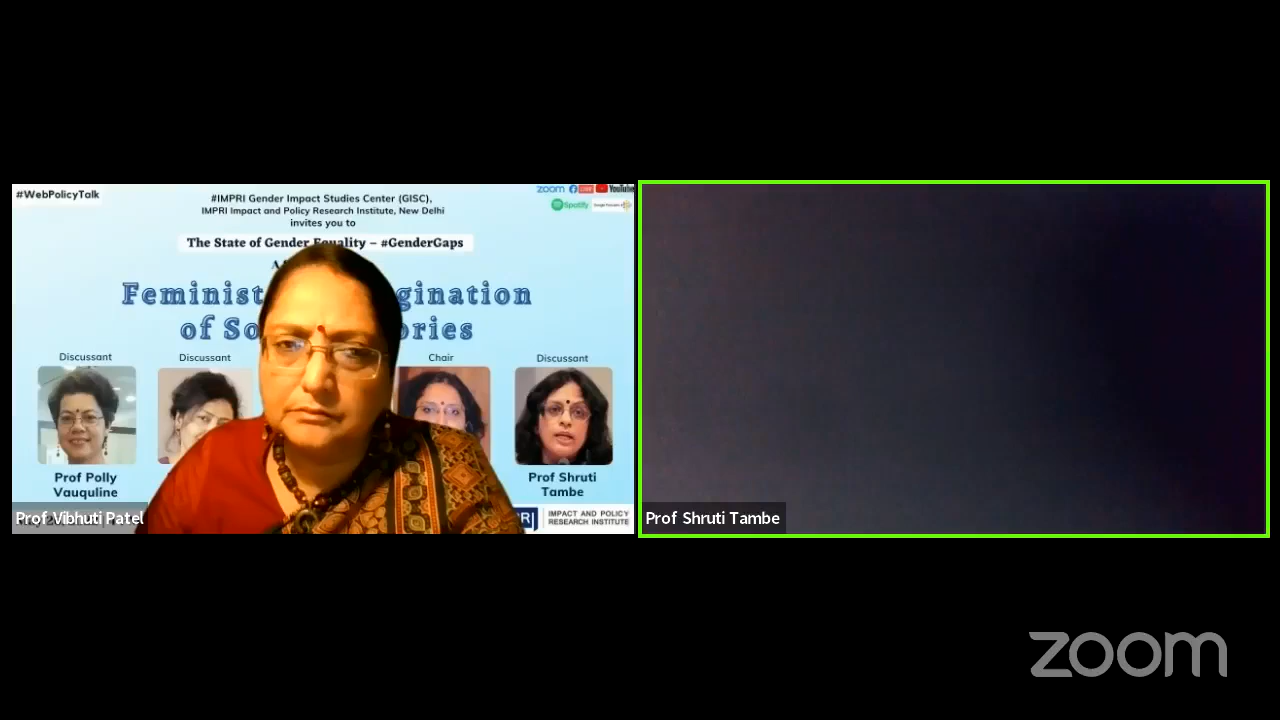 #WebPolicyTalk
zoom
YouTube
Spotify
#IMPRI Gender Impact Studies Center (GISC),
IMPRI Impact and Policy Research Institute, New Delhi
invites you to
The State of Gender Equality – #GenderGaps
Feminist gination
of So ories
Discussant
Discussant
Chair
Discussant
Prof Polly
Vauquline
Prof Shruti
Tambe
Prof Vibhuti Patel
IMPACT AND POLICY
RESEARCH INSTITUTE
Prof Shruti Tambe
zoom